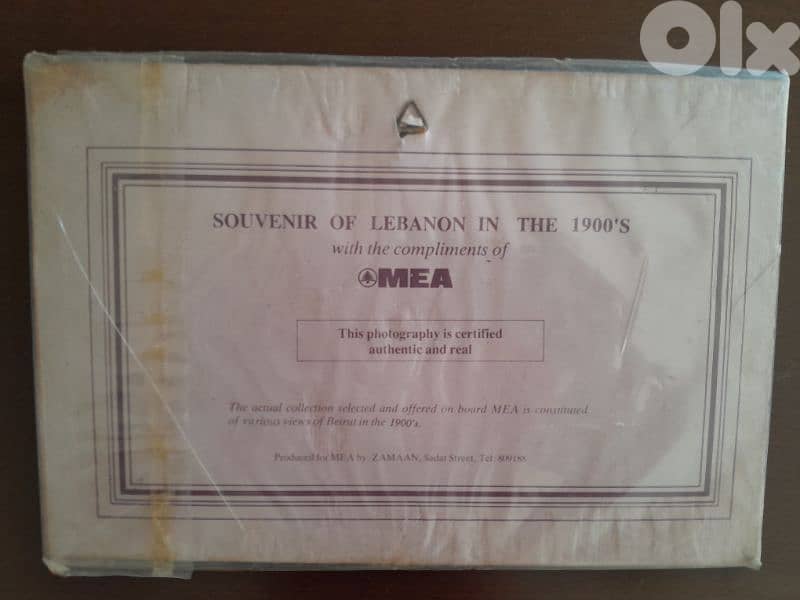 olx
SOUVENIR OF LEBANON IN THE 1900'S
with the compliments of
MEA
This photography is certified
authentic and real
The actual collection selected and offered on board MEA is constituted
of various views of Beirut in the 1900's.
Produced for MEA by ZAMAAN, Sadat Street, Tel: